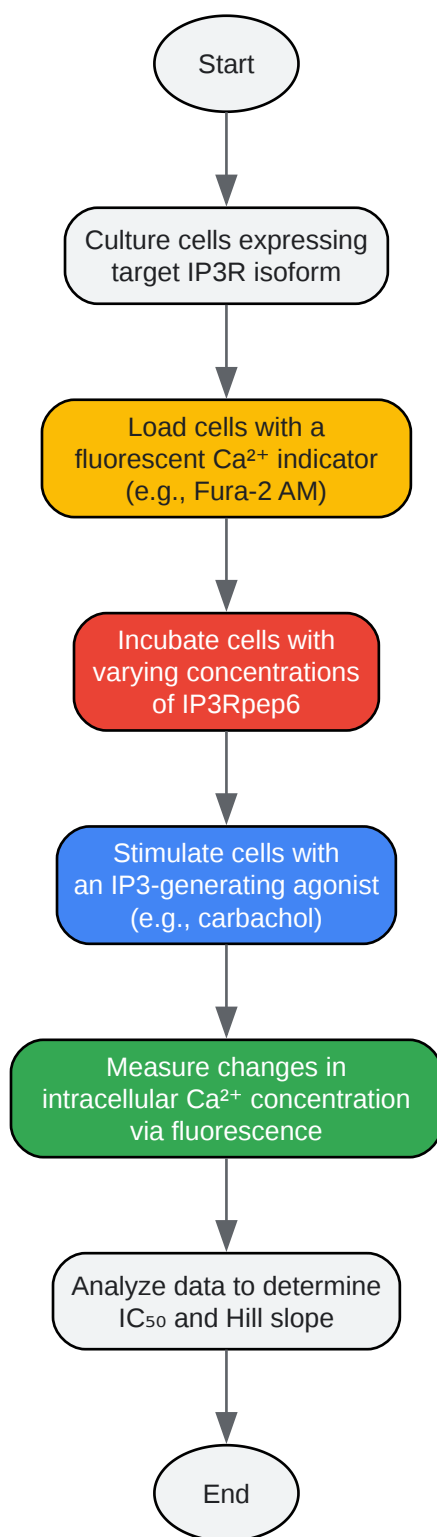 Start
Culture cells expressing
target IP3R isoform
Load cells with a
fluorescent Ca²⁺ indicator
(e.g., Fura-2 AM)
Incubate cells with
varying concentrations
of IP3Rpep6
Stimulate cells with
an IP3-generating agonist
(e.g., carbachol)
Measure changes in
intracellular Ca²⁺ concentration
via fluorescence
Analyze data to determine
IC₅₀ and Hill slope
End